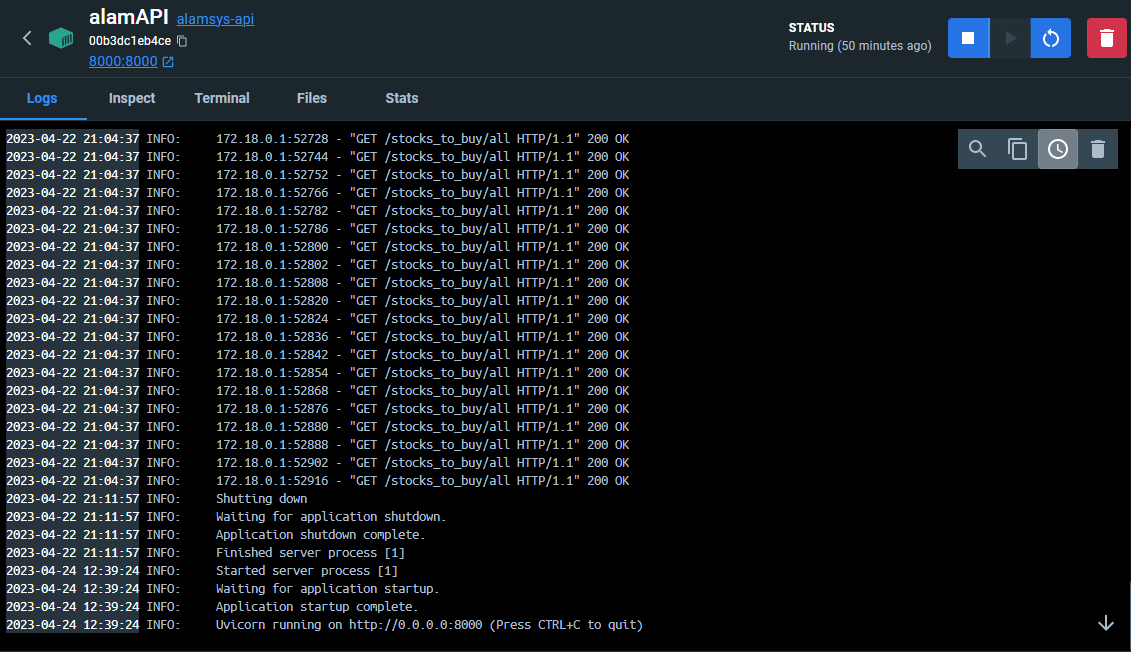 alamAPI alamsys-api
00b3dc1eb4ce
8000:8000
STATUS
Running (50 minutes ago)
Logs Inspect Terminal Files Stats
2023-04-22 21:04:37 INFO: 172.18.0.1:52728 - "GET /stocks_to_buy/all HTTP/1.1" 200 OK
2023-04-22 21:04:37 INFO: 172.18.0.1:52744 - "GET /stocks_to_buy/all HTTP/1.1" 200 OK
2023-04-22 21:04:37 INFO: 172.18.0.1:52752 - "GET /stocks_to_buy/all HTTP/1.1" 200 OK
2023-04-22 21:04:37 INFO: 172.18.0.1:52766 - "GET /stocks_to_buy/all HTTP/1.1" 200 OK
2023-04-22 21:04:37 INFO: 172.18.0.1:52782 - "GET /stocks_to_buy/all HTTP/1.1" 200 OK
2023-04-22 21:04:37 INFO: 172.18.0.1:52786 - "GET /stocks_to_buy/all HTTP/1.1" 200 OK
2023-04-22 21:04:37 INFO: 172.18.0.1:52800 - "GET /stocks_to_buy/all HTTP/1.1" 200 OK
2023-04-22 21:04:37 INFO: 172.18.0.1:52802 - "GET /stocks_to_buy/all HTTP/1.1" 200 OK
2023-04-22 21:04:37 INFO: 172.18.0.1:52808 - "GET /stocks_to_buy/all HTTP/1.1" 200 OK
2023-04-22 21:04:37 INFO: 172.18.0.1:52820 - "GET /stocks_to_buy/all HTTP/1.1" 200 OK
2023-04-22 21:04:37 INFO: 172.18.0.1:52824 - "GET /stocks_to_buy/all HTTP/1.1" 200 OK
2023-04-22 21:04:37 INFO: 172.18.0.1:52836 - "GET /stocks_to_buy/all HTTP/1.1" 200 OK
2023-04-22 21:04:37 INFO: 172.18.0.1:52842 - "GET /stocks_to_buy/all HTTP/1.1" 200 OK
2023-04-22 21:04:37 INFO: 172.18.0.1:52854 - "GET /stocks_to_buy/all HTTP/1.1" 200 OK
2023-04-22 21:04:37 INFO: 172.18.0.1:52868 - "GET /stocks_to_buy/all HTTP/1.1" 200 OK
2023-04-22 21:04:37 INFO: 172.18.0.1:52876 - "GET /stocks_to_buy/all HTTP/1.1" 200 OK
2023-04-22 21:04:37 INFO: 172.18.0.1:52880 - "GET /stocks_to_buy/all HTTP/1.1" 200 OK
2023-04-22 21:04:37 INFO: 172.18.0.1:52888 - "GET /stocks_to_buy/all HTTP/1.1" 200 OK
2023-04-22 21:04:37 INFO: 172.18.0.1:52902 - "GET /stocks_to_buy/all HTTP/1.1" 200 OK
2023-04-22 21:04:37 INFO: 172.18.0.1:52916 - "GET /stocks_to_buy/all HTTP/1.1" 200 OK
2023-04-22 21:11:57 INFO: Shutting down
2023-04-22 21:11:57 INFO: Waiting for application shutdown.
2023-04-22 21:11:57 INFO: Application shutdown complete.
2023-04-22 21:11:57 INFO: Finished server process [1]
2023-04-24 12:39:24 INFO: Started server process [1]
2023-04-24 12:39:24 INFO: Waiting for application startup.
2023-04-24 12:39:24 INFO: Application startup complete.
2023-04-24 12:39:24 INFO: Uvicorn running on http://0.0.0.0:8000 (Press CTRL+C to quit)